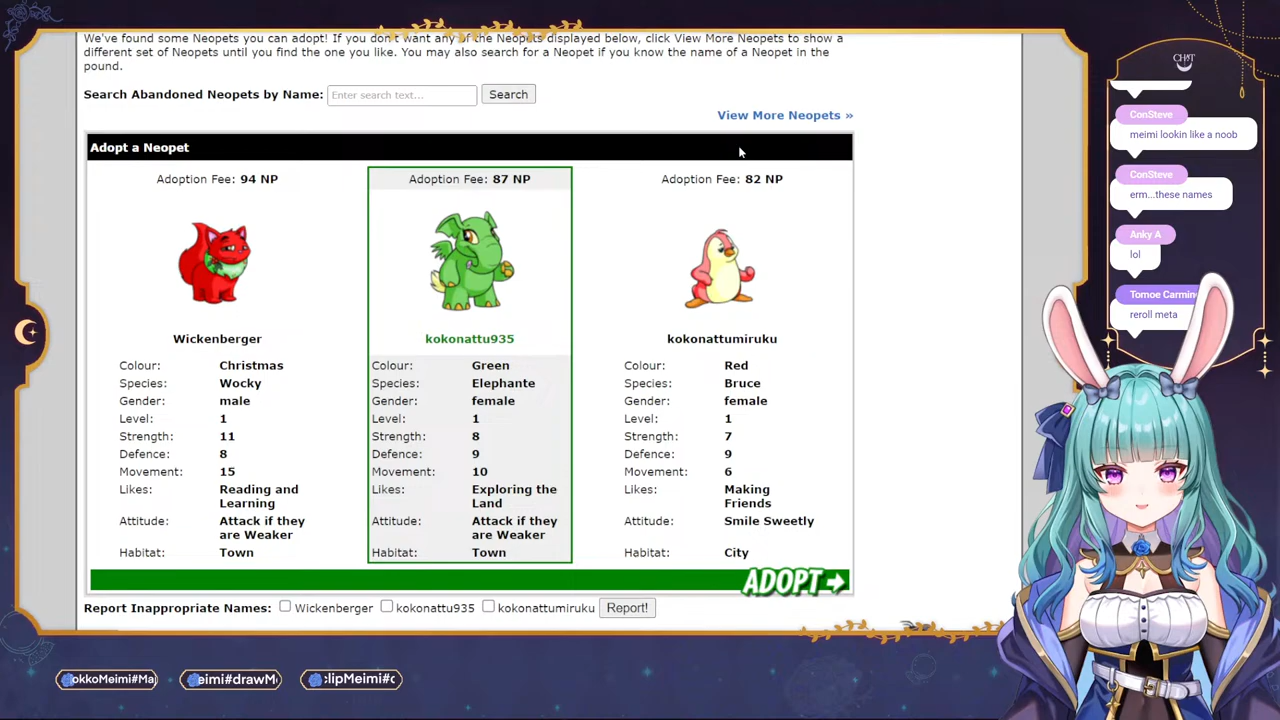 We've found some Neopets you can adopt! If you don't want any of the Neopets displayed below, click View More Neopets to show a
different set of Neopets until you find the one you like. You may also search for a Neopet if you know the name of a Neopet in the
pound.
Search Abandoned Neopets by Name: Enter search text... Search
View More Neopets »
Adopt a Neopet
Adoption Fee: 94 NP
Wickenberger
Colour: Christmas
Species: Wocky
Gender: male
Level: 1
Strength: 11
Defence: 8
Movement: 15
Likes: Reading and
Learning
Attitude: Attack if they
are Weaker
Habitat: Town
Adoption Fee: 87 NP
kokonattu935
Colour: Green
Species: Elephante
Gender: female
Level: 1
Strength: 8
Defence: 9
Movement: 10
Likes: Exploring the
Land
Attitude: Attack if they
are Weaker
Habitat: Town
Adoption Fee: 82 NP
kokonattumiruku
Colour: Red
Species: Bruce
Gender: female
Level: 1
Strength: 7
Defence: 9
Movement: 6
Likes: Making
Friends
Attitude: Smile Sweetly
Habitat: City
ADOPT
Report Inappropriate Names: Wickenberger kokonattu935 kokonattumiruku Report!
CHAT
ConSteve
meimi lookin like a noob
ConSteve
erm...these names
Anky A
lol
Tomoe Carmin
reroll meta
okkoMeimi#Ma
eimi#drawM
clipMeimi#